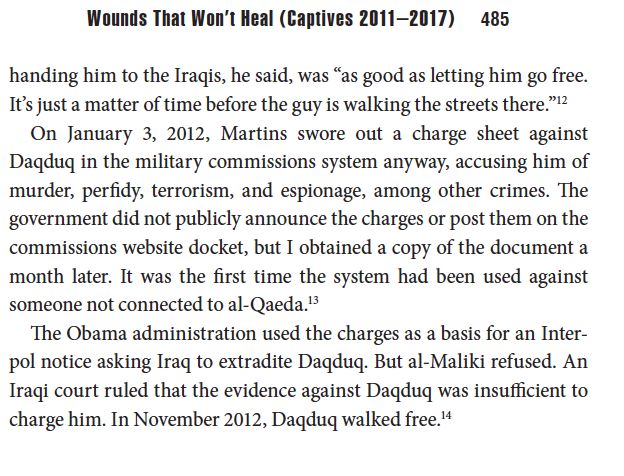 Wounds That Won't Heal (Captives 2011–2017) 485
handing him to the Iraqis, he said, was “as good as letting him go free.
It’s just a matter of time before the guy is walking the streets there.”12
On January 3, 2012, Martins swore out a charge sheet against
Daqduq in the military commissions system anyway, accusing him of
murder, perfidy, terrorism, and espionage, among other crimes. The
government did not publicly announce the charges or post them on the
commissions website docket, but I obtained a copy of the document a
month later. It was the first time the system had been used against
someone not connected to al-Qaeda.13
The Obama administration used the charges as a basis for an Inter-
pol notice asking Iraq to extradite Daqduq. But al-Maliki refused. An
Iraqi court ruled that the evidence against Daqduq was insufficient to
charge him. In November 2012, Daqduq walked free.14